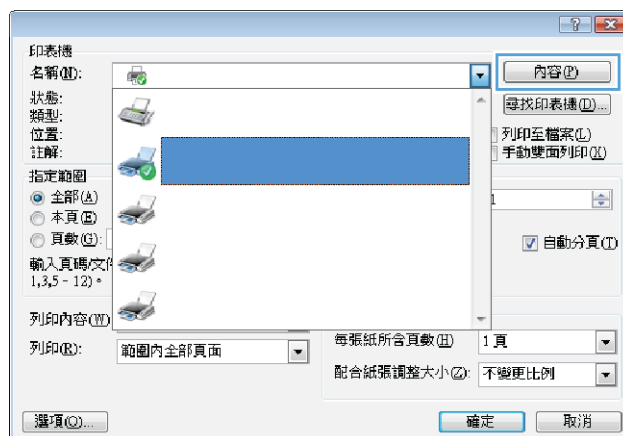 印表機
名稱(N):
內容(P)
狀態:
尋找印表機(D)...
類型:
位置:
列印至檔案(L)
註解:
手動雙面列印(X)
指定範圍
全部(A)
1
本頁(E)
頁數(G):
自動分頁(T)
輸入頁碼/文件
1,3,5 - 12)。
列印內容(W)
每張紙所含頁數(H)
1 頁
列印(R):
範圍內全部頁面
配合紙張調整大小(Z):
不變更比例
選項(O)...
確定
取消